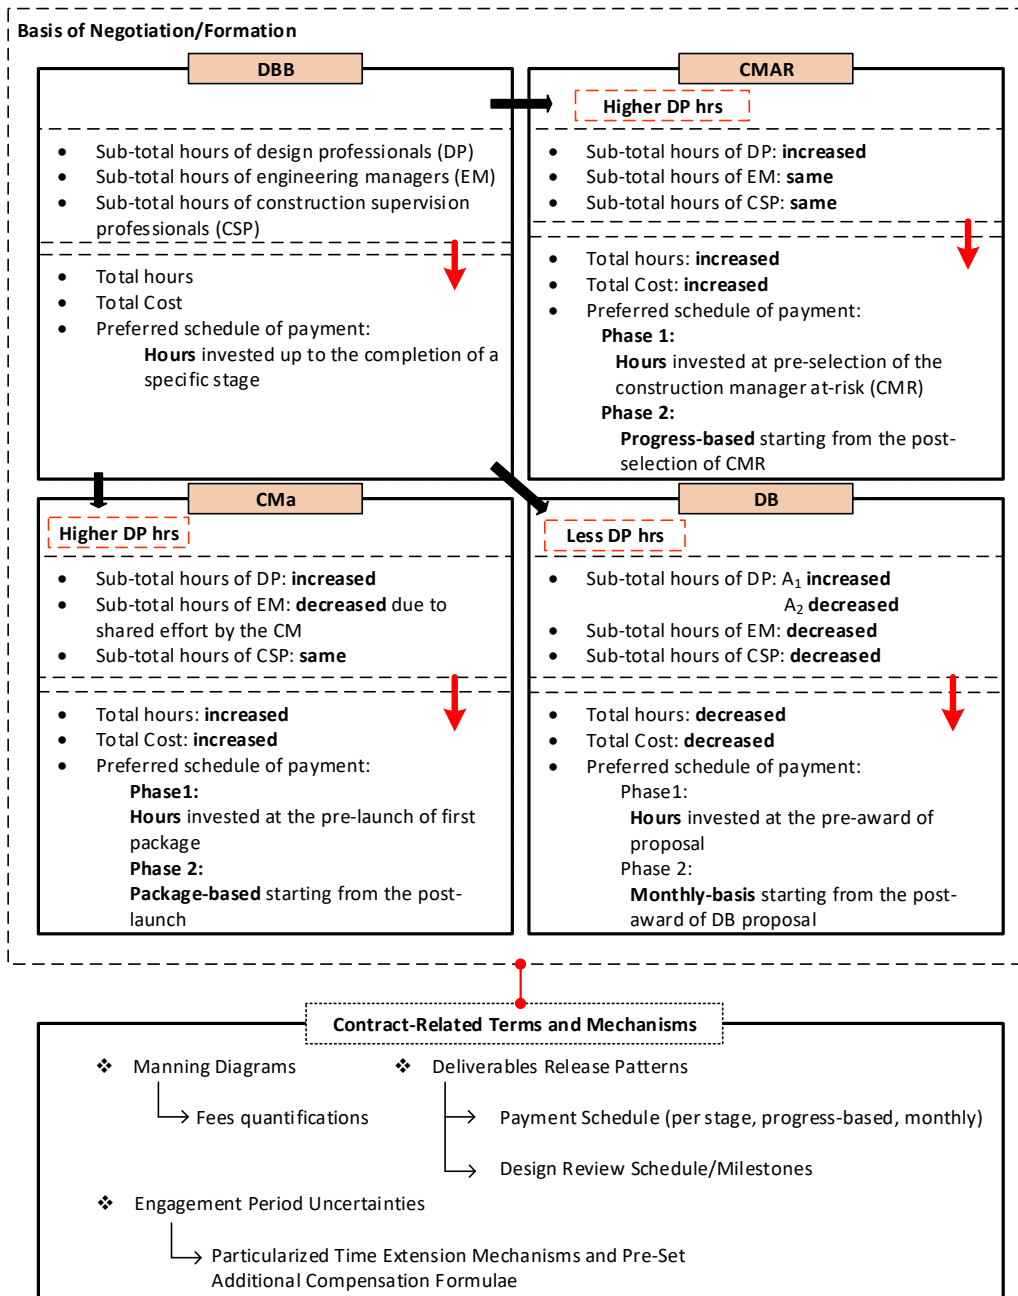 Basis of Negotiation/Formation
DBB
• Sub-total hours of design professionals (DP)
• Sub-total hours of engineering managers (EM)
• Sub-total hours of construction supervision
professionals (CSP)
• Total hours
• Total Cost
• Preferred schedule of payment:
Hours invested up to the completion of a
specific stage
CMAR
Higher DP hrs
• Sub-total hours of DP: increased
• Sub-total hours of EM: same
• Sub-total hours of CSP: same
• Total hours: increased
• Total Cost: increased
• Preferred schedule of payment:
Phase 1:
Hours invested at pre-selection of the
construction manager at-risk (CMR)
Phase 2:
Progress-based starting from the post-
selection of CMR
CMa
Higher DP hrs
• Sub-total hours of DP: increased
• Sub-total hours of EM: decreased due to
shared effort by the CM
• Sub-total hours of CSP: same
• Total hours: increased
• Total Cost: increased
• Preferred schedule of payment:
Phase1:
Hours invested at the pre-launch of first
package
Phase 2:
Package-based starting from the post-
launch
DB
Less DP hrs
• Sub-total hours of DP: A₁ increased
A₂ decreased
• Sub-total hours of EM: decreased
• Sub-total hours of CSP: decreased
• Total hours: decreased
• Total Cost: decreased
• Preferred schedule of payment:
Phase1:
Hours invested at the pre-award of
proposal
Phase 2:
Monthly-basis starting from the post-
award of DB proposal
Contract-Related Terms and Mechanisms
❖ Manning Diagrams
Fees quantifications
❖ Deliverables Release Patterns
Payment Schedule (per stage, progress-based, monthly)
Design Review Schedule/Milestones
❖ Engagement Period Uncertainties
Particularized Time Extension Mechanisms and Pre-Set
Additional Compensation Formulae